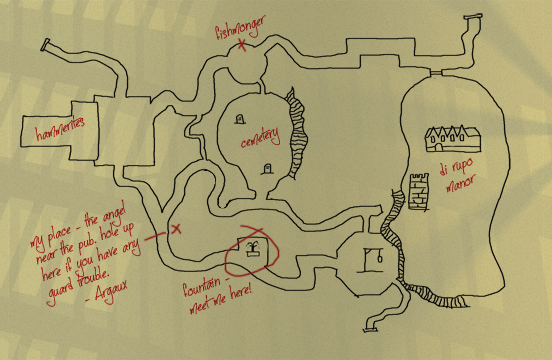 fishmonger
hammerites
cemetery
di rupo
manor
my place - the angel
near the pub. hole up
here if you have any
guard trouble.
- Argaux
fountain -
meet me here!